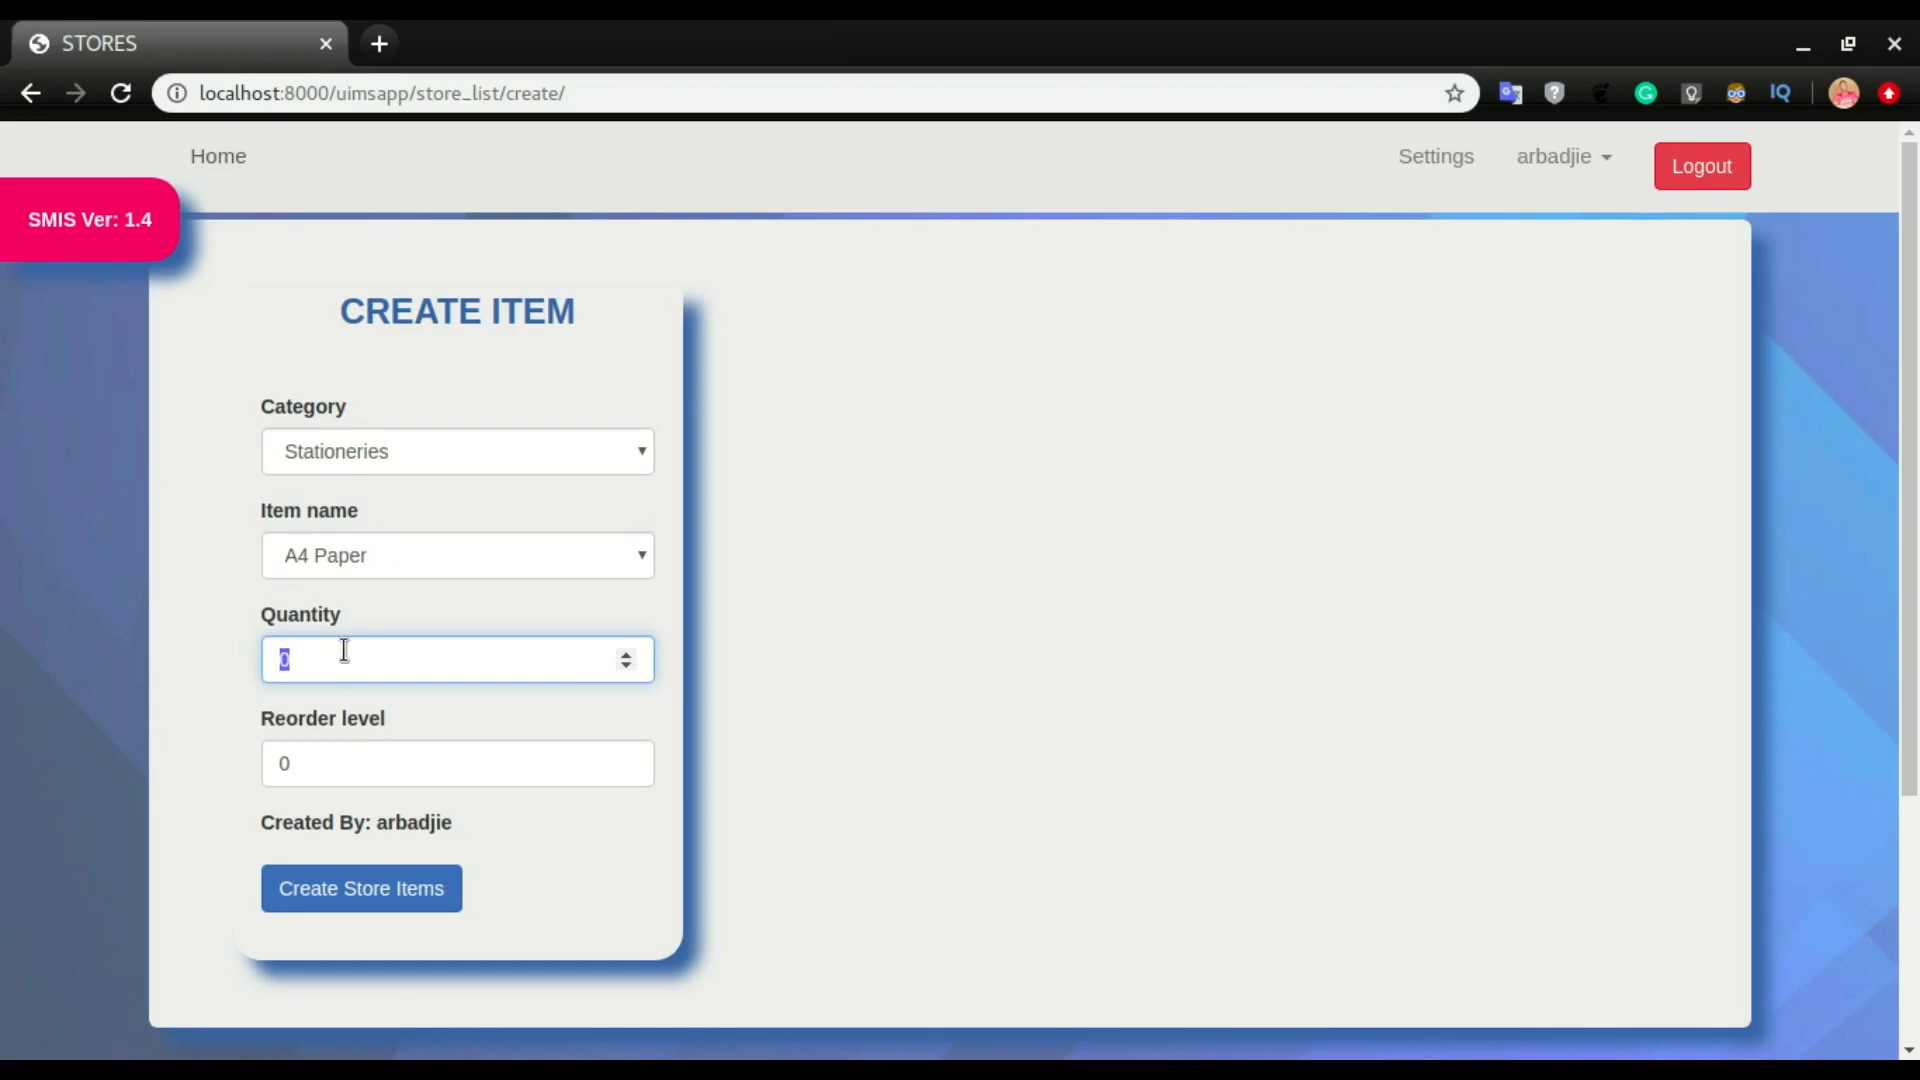 STORES
localhost:8000/uimsapp/store_list/create/
IQ
Home
Settings
arbadjie
Logout
SMIS Ver: 1.4
CREATE ITEM
Category
Stationeries
Item name
A4 Paper
Quantity
0
Reorder level
0
Created By: arbadjie
Create Store Items